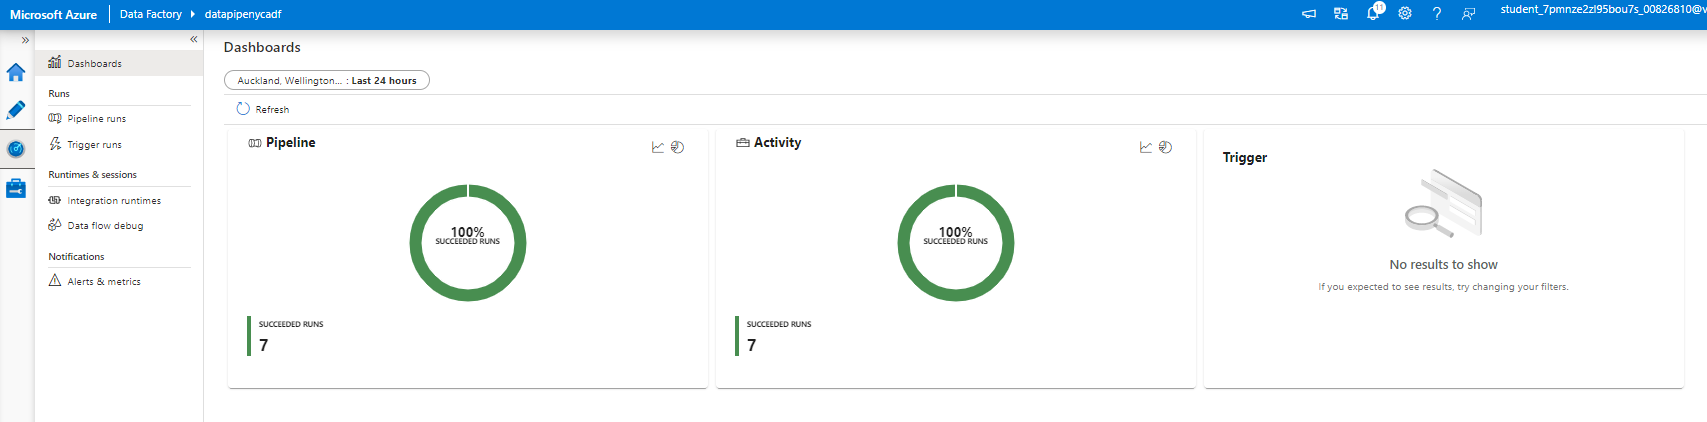 Microsoft Azure
Data Factory
datapipenycadf
11
student_7pmnze2zl95bou7s_00826810@v
Dashboards
Runs
Pipeline runs
Trigger runs
Runtimes & sessions
Integration runtimes
Data flow debug
Notifications
Alerts & metrics
Dashboards
Auckland, Wellington... : Last 24 hours
Refresh
Pipeline
100%
SUCCEEDED RUNS
SUCCEEDED RUNS
7
Activity
100%
SUCCEEDED RUNS
SUCCEEDED RUNS
7
Trigger
No results to show
If you expected to see results, try changing your filters.